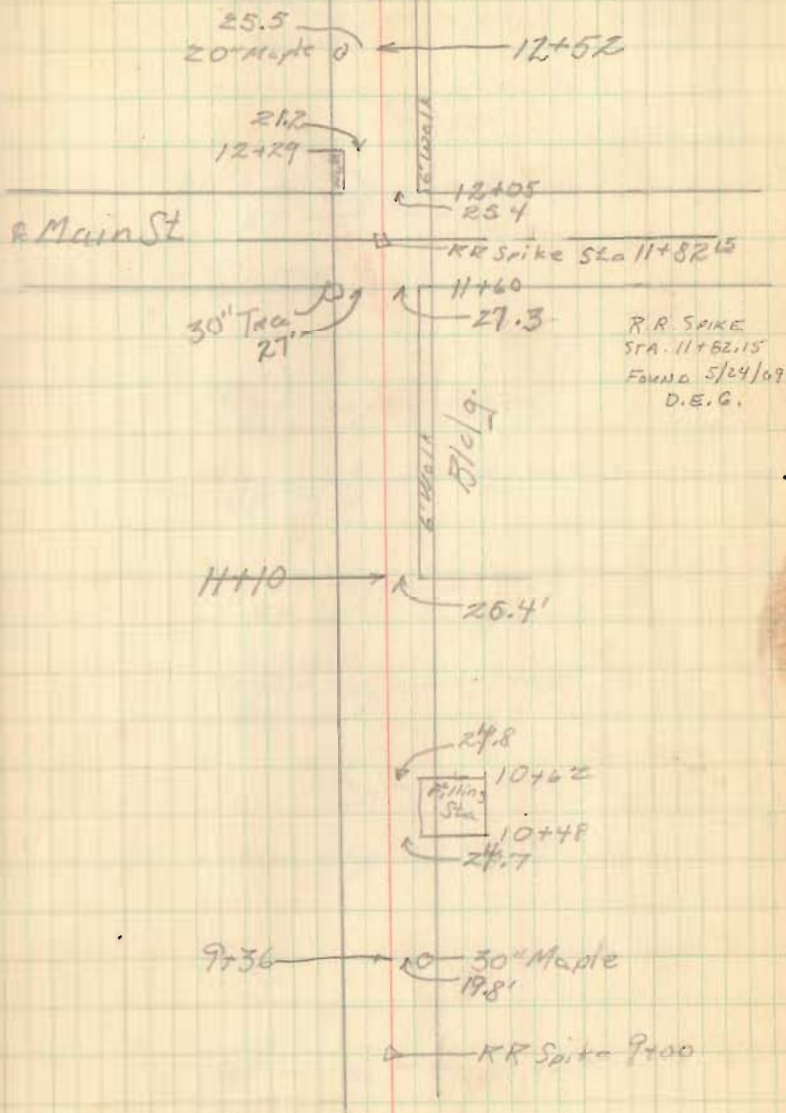 25.5
20" Maple
12+52
21.2
12+29
6' Walk
12+05
25.4
℄ Main St
RR Spike Sta 11+82.15
11+60
30" Tree
27'
27.3
R.R. SPIKE
STA. 11+82.15
FOUND 5/24/69
D.E.G.
Bldg.
6' Walk
11+10
26.4'
24.8
10+62
Filling
Sta
10+48
24.7
9+36
30" Maple
19.8'
RR Spike 9+00